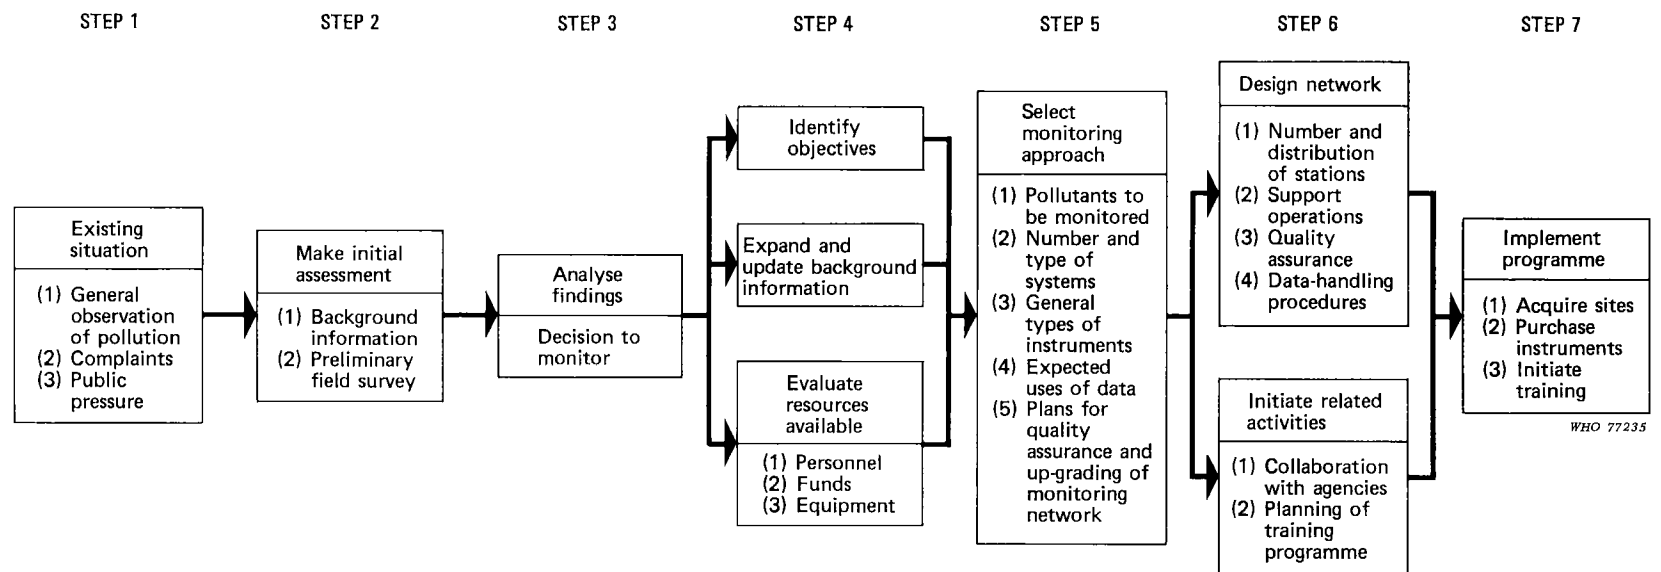 STEP 1
STEP 2
STEP 3
STEP 4
STEP 5
STEP 6
STEP 7
Existing
situation
(1) General
observation
of pollution
(2) Complaints
(3) Public
pressure
Make initial
assessment
(1) Background
information
(2) Preliminary
field survey
Analyse
findings
Decision to
monitor
Identify
objectives
Expand and
update background
information
Evaluate
resources
available
(1) Personnel
(2) Funds
(3) Equipment
Select
monitoring
approach
(1) Pollutants to
be monitored
(2) Number and
type of
systems
(3) General
types of
instruments
(4) Expected
uses of data
(5) Plans for
quality
assurance and
up-grading of
monitoring
network
Design network
(1) Number and
distribution
of stations
(2) Support
operations
(3) Quality
assurance
(4) Data-handling
procedures
Initiate related
activities
(1) Collaboration
with agencies
(2) Planning of
training
programme
Implement
programme
(1) Acquire sites
(2) Purchase
instruments
(3) Initiate
training
WHO 77235